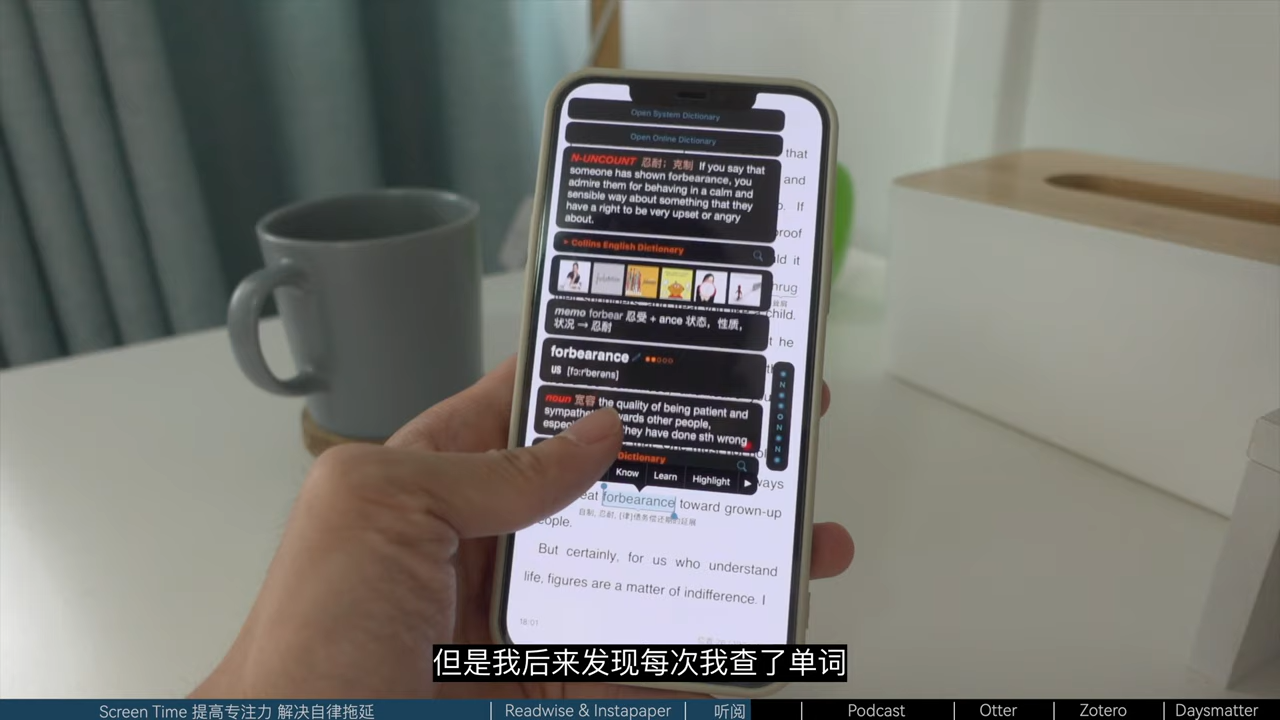 Open System Dictionary
Open Online Dictionary
N-UNCOUNT 忍耐；克制 If you say that
someone has shown forbearance, you
admire them for behaving in a calm and
sensible way about something that they
have a right to be very upset or angry
about.
▸ Collins English Dictionary
memo forbear 忍受 + ance 状态，性质，
状况 → 忍耐
forbearance
US [fɔːrˈberəns]
noun 宽容 the quality of being patient and
especi they have done sth wrong
Dictionary
Know Learn Highlight ▶
that
and
If
proof
it
child.
he
ways
forbearance toward grown-up
But certainly, for us who understand
life, figures are a matter of indifference. I
18:01
但是我后来发现每次我查了单词
Screen Time 提高专注力 解决自律拖延 | Readwise & Instapaper | 听阅 | Podcast | Otter | Zotero | Daysmatter